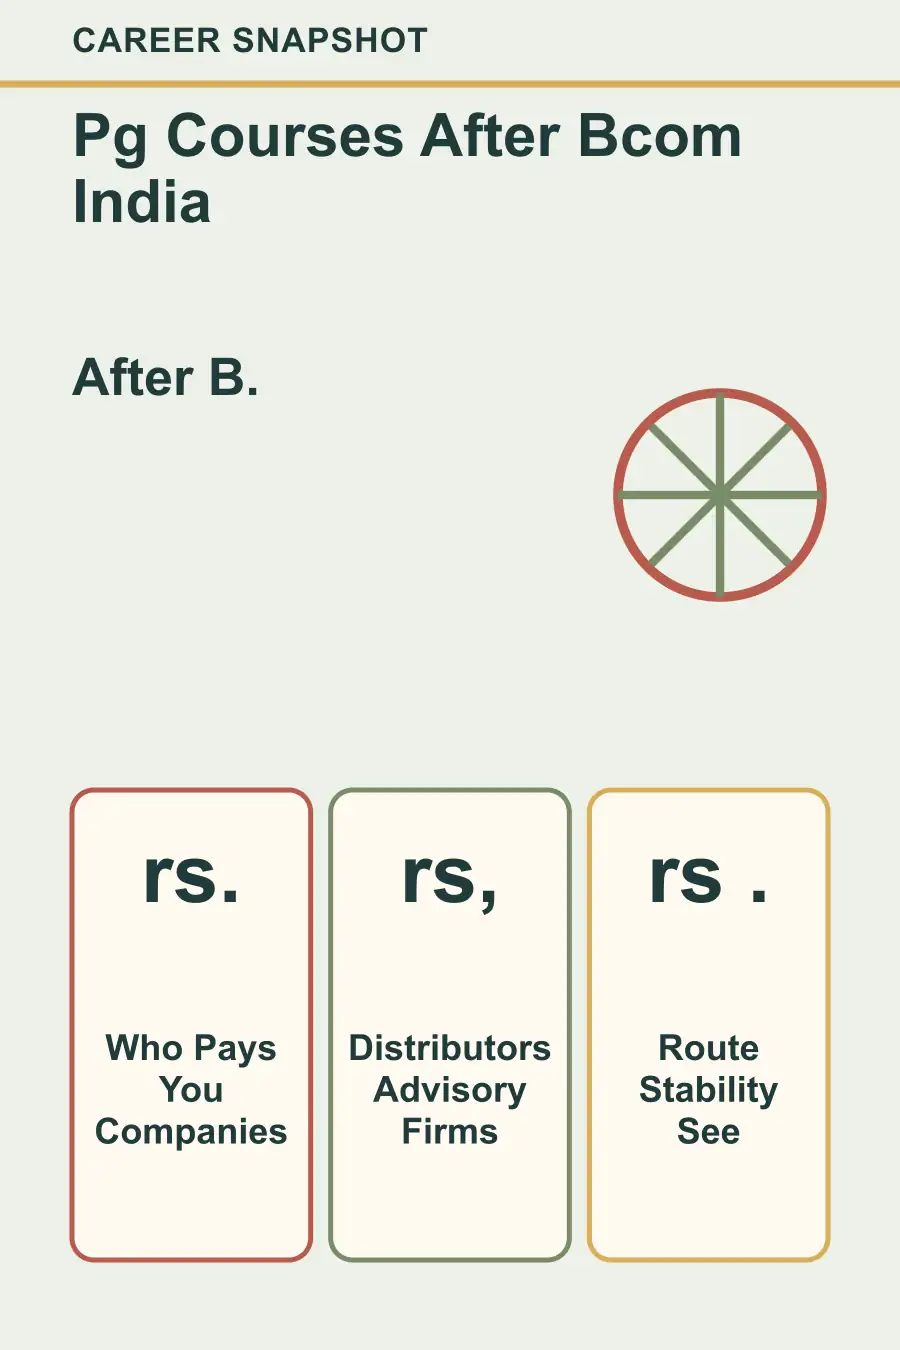 CAREER SNAPSHOT
Pg Courses After Bcom
India
After B.
rs.
Who Pays
You
Companies
rs,
Distributors
Advisory
Firms
rs .
Route
Stability
See